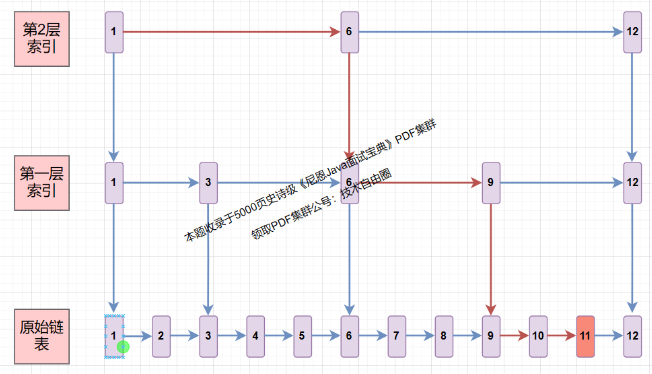 第2层
索引
1 6 12
第一层
索引
1 3 6 9 12
本题收录于5000页史诗级《尼恩Java面试宝典》PDF集群
领取PDF集群公号：技术自由圈
原始链
表
1 2 3 4 5 6 7 8 9 10 11 12